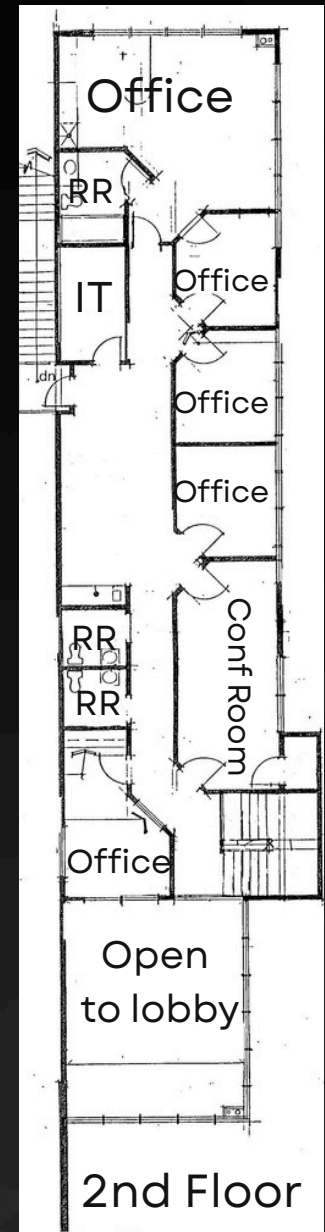 Office
RR
IT
Office
dn
Office
Office
RR
RR
Conf Room
Office
Open
to lobby
2nd Floor